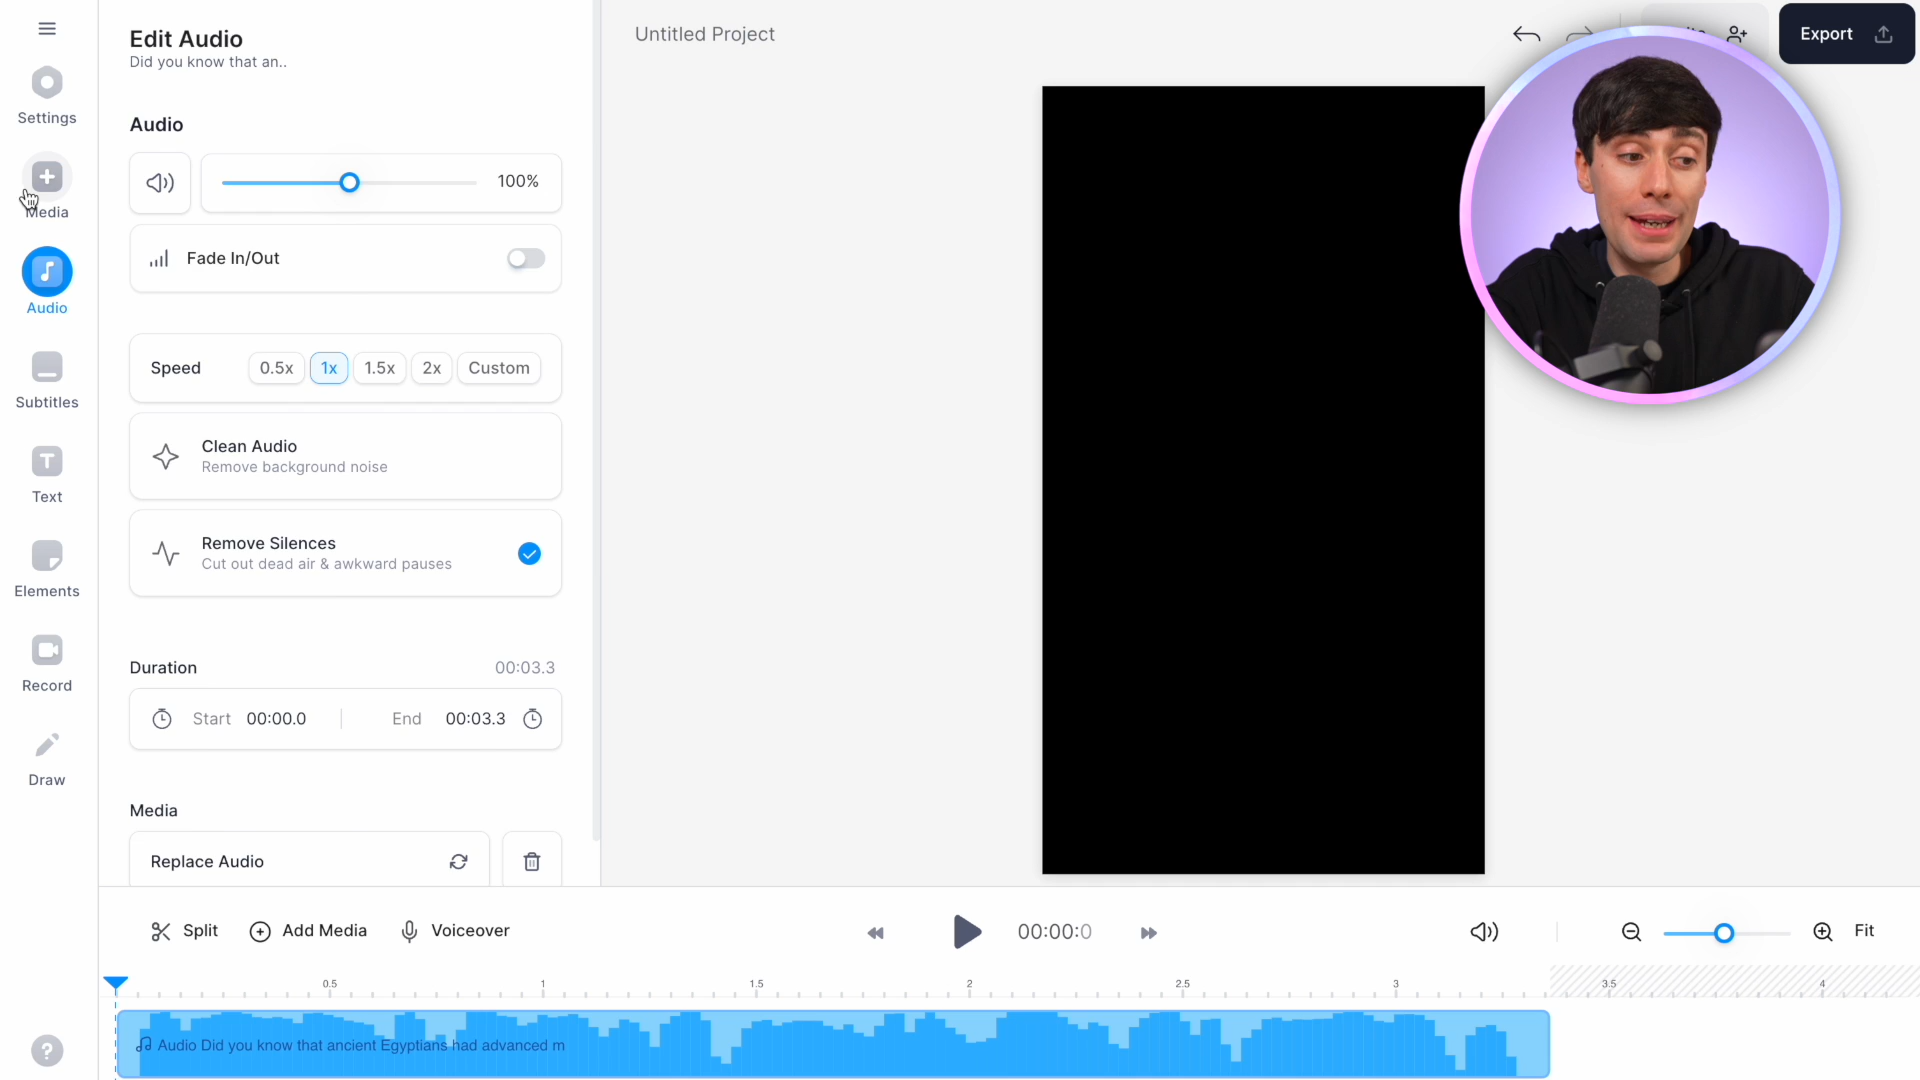 Edit Audio
Did you know that an..
Untitled Project
Export
Settings
Audio
100%
Media
Fade In/Out
Audio
Speed 0.5x 1x 1.5x 2x Custom
Subtitles
Clean Audio
Remove background noise
Text
Remove Silences
Cut out dead air & awkward pauses
Elements
Duration 00:03.3
Record
Start 00:00.0 End 00:03.3
Draw
Media
Replace Audio
Split Add Media Voiceover 00:00:0 Fit
0.5 1 1.5 2 2.5 3 3.5 4
Audio Did you know that ancient Egyptians had advanced m
?